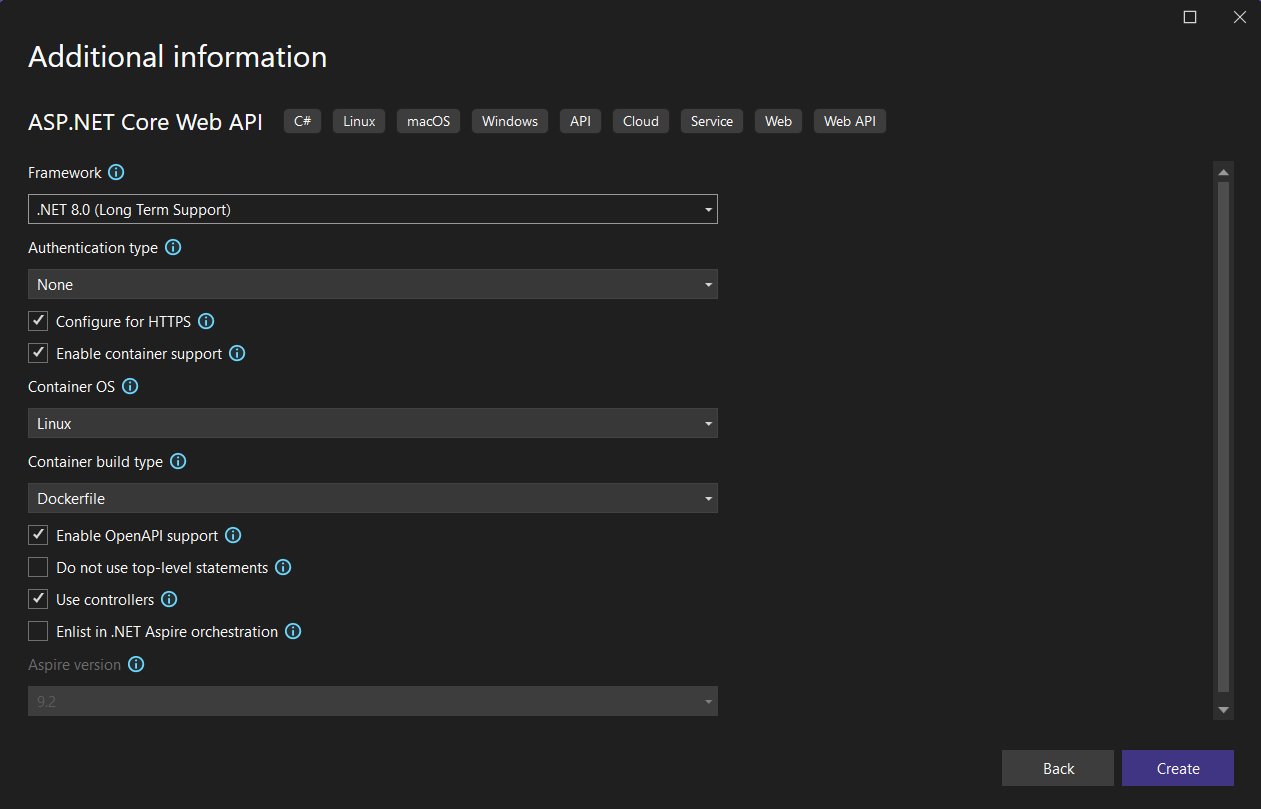 Additional information
ASP.NET Core Web API C# Linux macOS Windows API Cloud Service Web Web API
Framework
.NET 8.0 (Long Term Support)
Authentication type
None
Configure for HTTPS
Enable container support
Container OS
Linux
Container build type
Dockerfile
Enable OpenAPI support
Do not use top-level statements
Use controllers
Enlist in .NET Aspire orchestration
Aspire version
9.2
Back Create